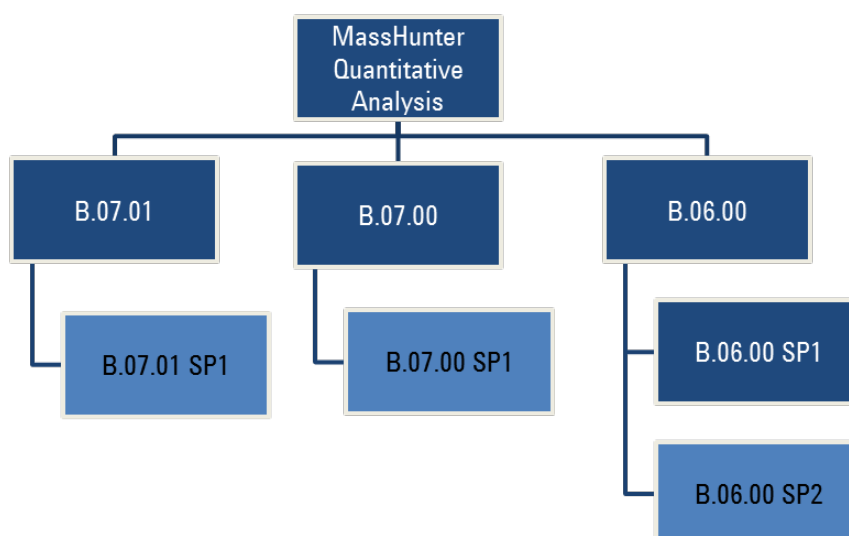 MassHunter
Quantitative
Analysis
B.07.01
B.07.00
B.06.00
B.07.01 SP1
B.07.00 SP1
B.06.00 SP1
B.06.00 SP2